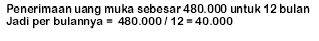 Penerimaan uang muka sebesar 480.000 untuk 12 bulan
Jadi per bulannya = 480.000 / 12 = 40.000